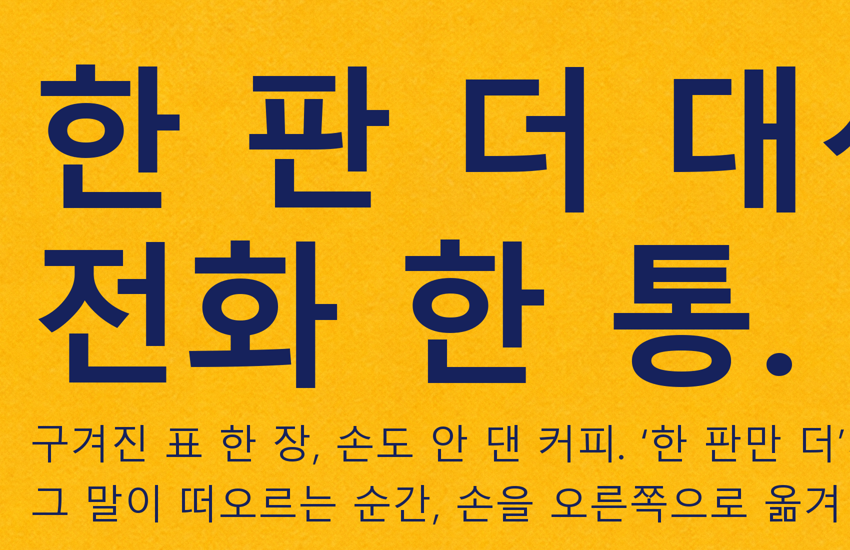 한 판 더 대
전화 한 통.
구겨진 表 한 장, 손도 안 댄 커피. ‘한 판만 더’
그 말이 떠오르는 순간, 손을 오른쪽으로 옮겨